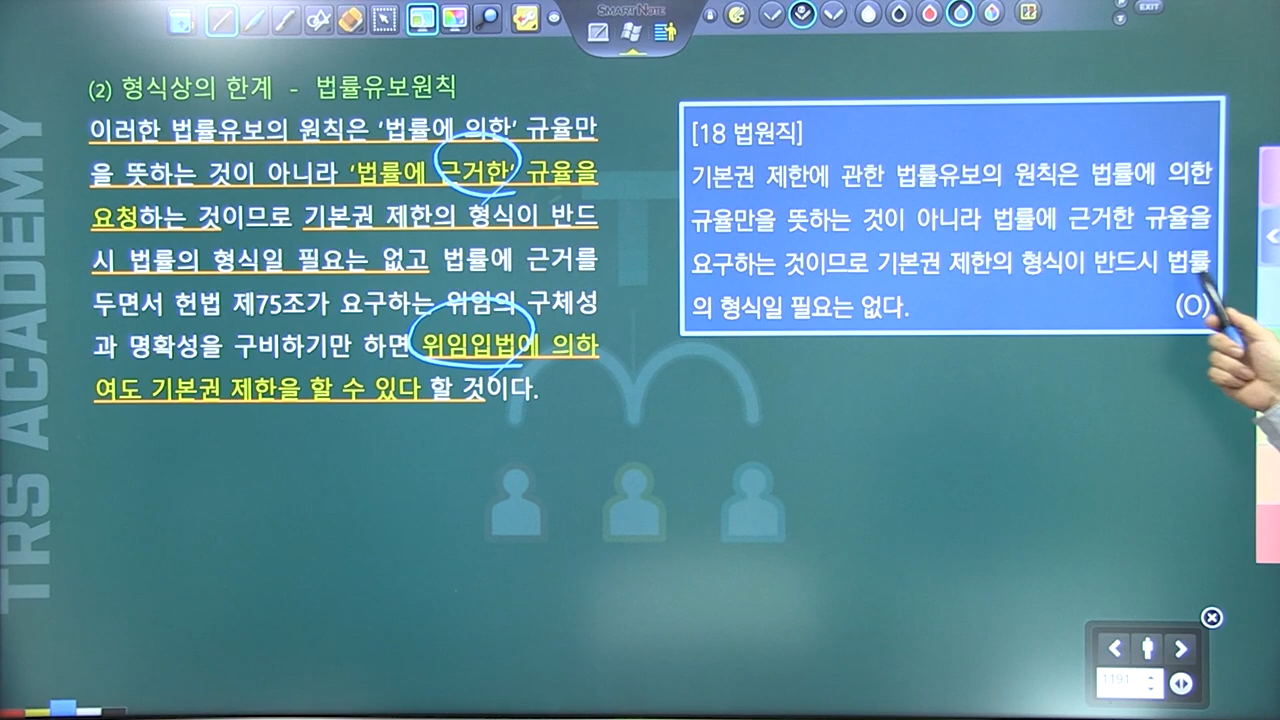 SMART NOTE
EXIT
(2) 형식상의 한계 - 법률유보원칙
이러한 법률유보의 원칙은 '법률에 의한' 규율만
을 뜻하는 것이 아니라 '법률에 근거한' 규율을
요청하는 것이므로 기본권 제한의 형식이 반드
시 법률의 형식일 필요는 없고 법률에 근거를
두면서 헌법 제75조가 요구하는 위임의 구체성
과 명확성을 구비하기만 하면 위임입법에 의하
여도 기본권 제한을 할 수 있다 할 것이다.
[18 법원직]
기본권 제한에 관한 법률유보의 원칙은 법률에 의한
규율만을 뜻하는 것이 아니라 법률에 근거한 규율을
요구하는 것이므로 기본권 제한의 형식이 반드시 법률
의 형식일 필요는 없다. (O)
TRS ACADEMY
1191